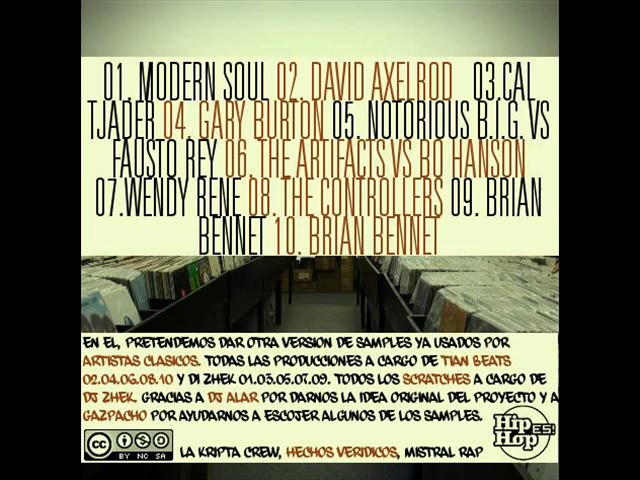 01. MODERN SOUL 02. DAVID AXELROD 03.CAL
TJADER 04. GARY BURTON 05. NOTORIOUS B.I.G. VS
FAUSTO REY 06. THE ARTIFACTS VS BO HANSON
07.WENDY RENE 08. THE CONTROLLERS 09. BRIAN
BENNET 10. BRIAN BENNET
EN EL, PRETENDEMOS DAR OTRA VERSION DE SAMPLES YA USADOS POR
ARTISTAS CLASICOS. TODAS LAS PRODUCCIONES A CARGO DE TIAN BEATS
02.04.06.08.10 Y DJ ZHEK 01.03.05.07.09. TODOS LOS SCRATCHES A CARGO DE
DJ ZHEK. GRACIAS A DJ ALAR POR DARNOS LA IDEA ORIGINAL DEL PROYECTO Y A
GAZPACHO POR AYUDARNOS A ESCOJER ALGUNOS DE LOS SAMPLES.
Hip
Hop ES!
cc BY NC SA
LA KRIPTA CREW, HECHOS VERIDICOS, MISTRAL RAP